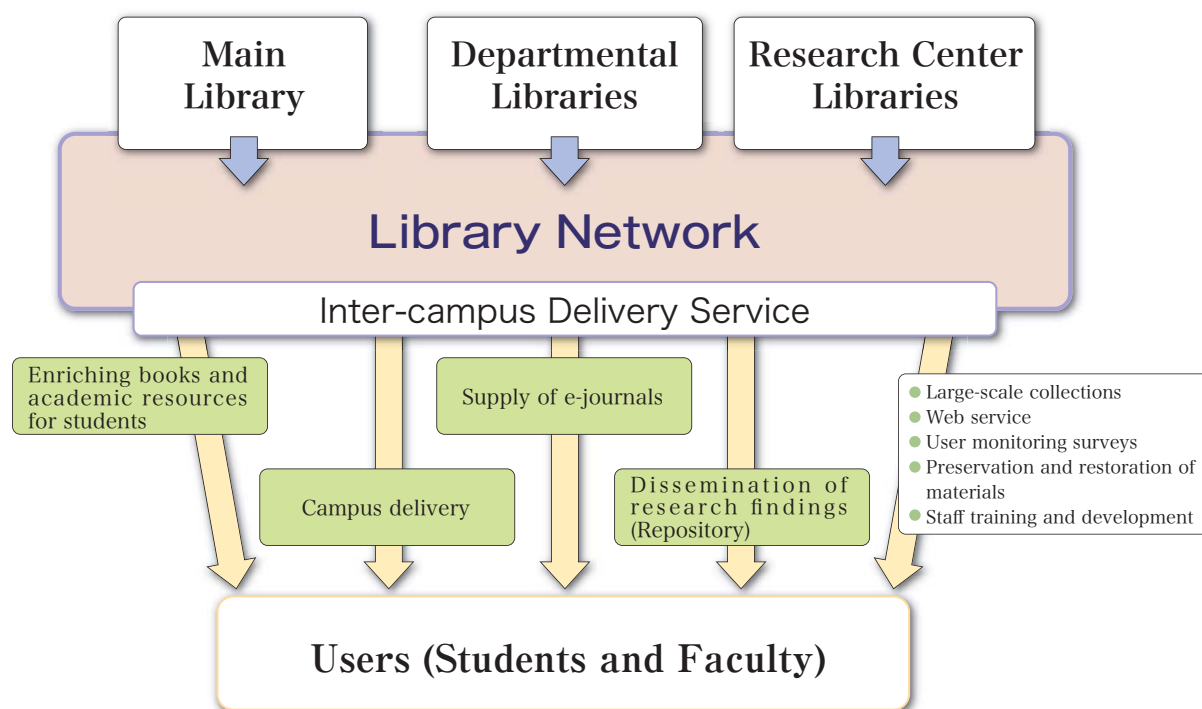 Main
Library
Departmental
Libraries
Research Center
Libraries
Library Network
Inter-campus Delivery Service
Enriching books and
academic resources
for students
Supply of e-journals
Large-scale collections
Web service
User monitoring surveys
Preservation and restoration of
materials
Staff training and development
Campus delivery
Dissemination of
research findings
(Repository)
Users (Students and Faculty)